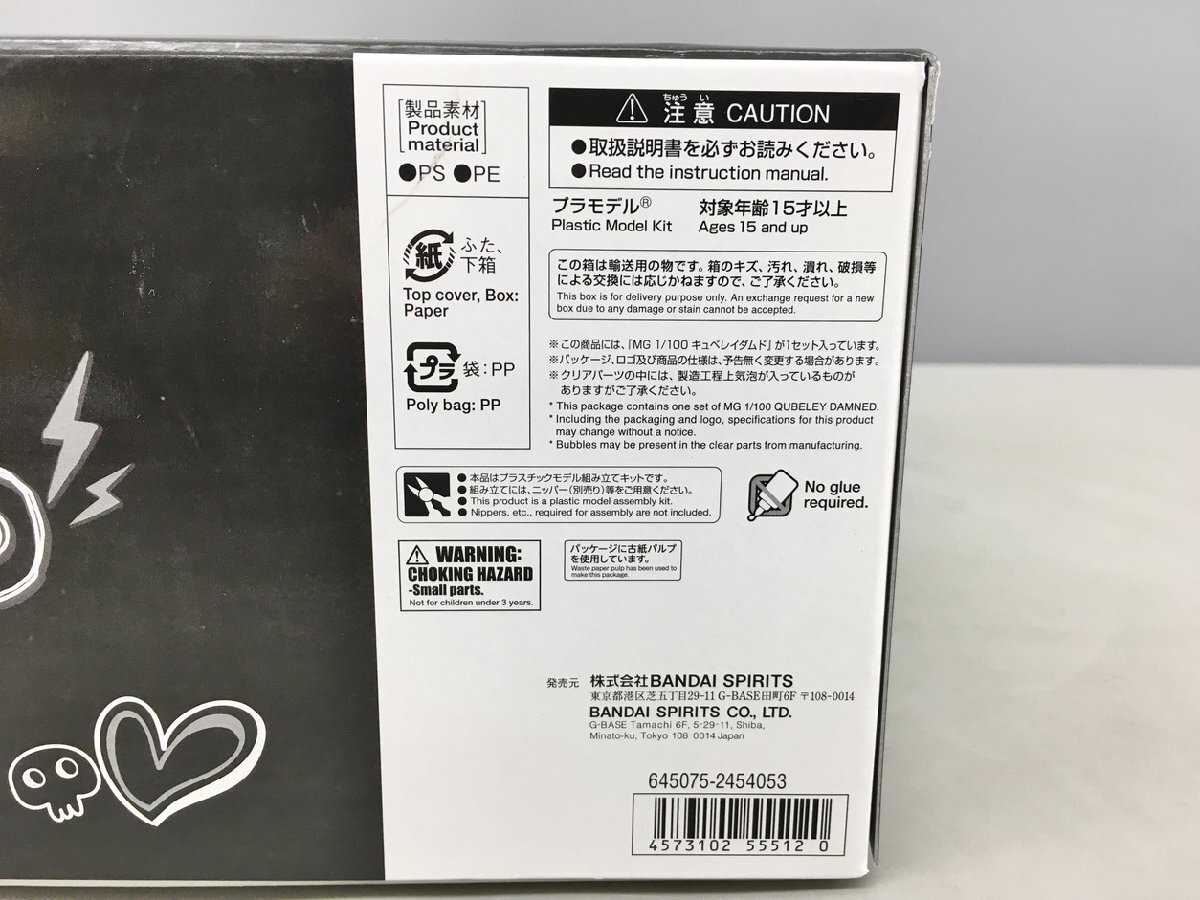 [製品素材]
Product
material
●PS ●PE
紙
ふた、
下箱
Top cover, Box:
Paper
プラ
袋:PP
Poly bag: PP
ちゅう い
注意 CAUTION
●取扱説明書を必ずお読みください。
●Read the instruction manual.
プラモデル® 対象年齢15才以上
Plastic Model Kit Ages 15 and up
この箱は輸送用の物です。箱のキズ、汚れ、潰れ、破損等
による交換には応じかねますので、ご了承ください。
This box is for delivery purpose only. An exchange request for a new
box due to any damage or stain cannot be accepted.
※この商品には、「MG 1/100 キュベレイダムド」が1セット入っています。
※パッケージ、ロゴ及び商品の仕様は、予告無く変更する場合があります。
※クリアパーツの中には、製造工程上気泡が入っているものが
ありますがご了承ください。
* This package contains one set of MG 1/100 QUBELEY DAMNED.
* Including the packaging and logo, specifications for this product
may change without a notice.
* Bubbles may be present in the clear parts from manufacturing.
●本品はプラスチックモデル組み立てキットです。
●組み立てには、ニッパー(別売り)等をご用意ください。
●This product is a plastic model assembly kit.
●Nippers, etc., required for assembly are not included.
No glue
required.
WARNING:
CHOKING HAZARD
-Small parts.
Not for children under 3 years.
パッケージに古紙パルプ
を使用しています。
Waste paper pulp has been used to
make this package.
発売元 株式会社BANDAI SPIRITS
東京都港区芝五丁目29-11 G-BASE田町6F 〒108-0014
BANDAI SPIRITS CO., LTD.
G-BASE Tamachi 6F, 5-29-11, Shiba,
Minato-ku, Tokyo 108-0014 Japan
645075-2454053
4573102 55512 0